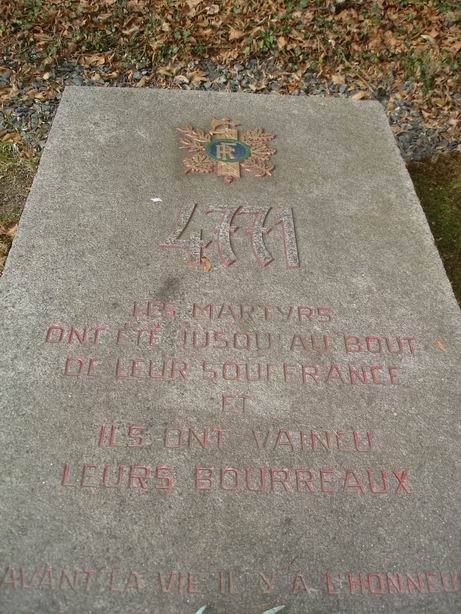 RF
4771
LES MARTYRS
ONT ÉTÉ JUSQU'AU BOUT
DE LEUR SOUFFRANCE
ET
ILS ONT VAINCU
LEURS BOURREAUX
AVANT LA VIE IL Y A L'HONNEUR